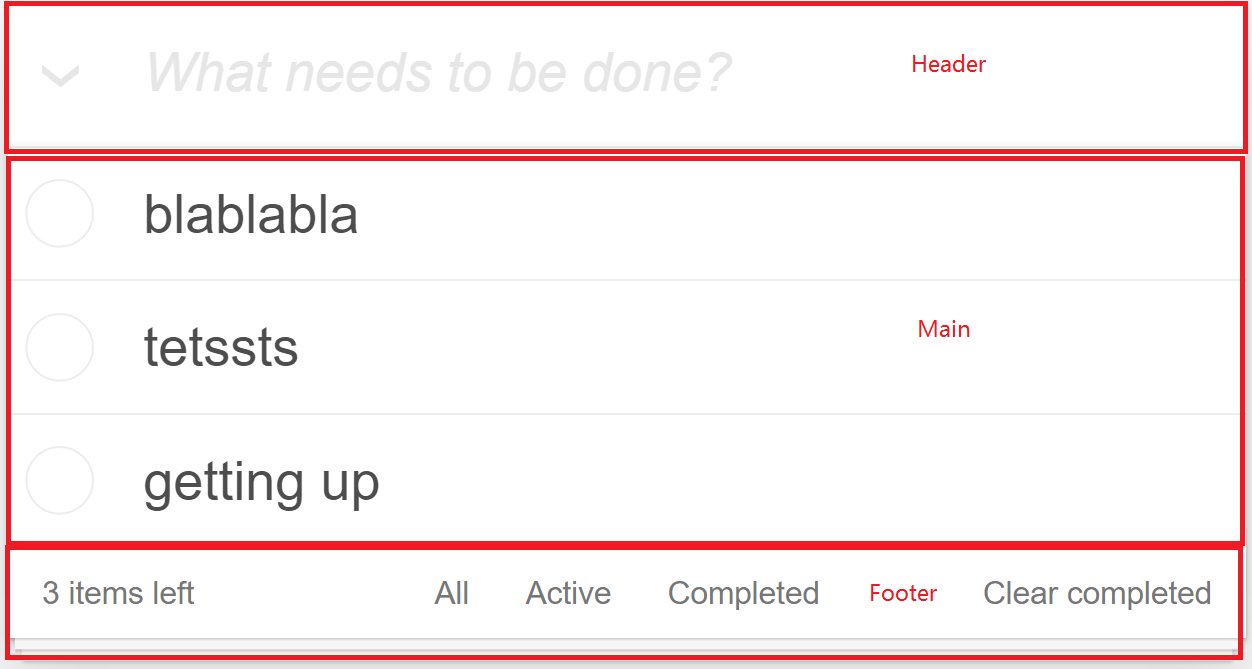 What needs to be done?
Header
blablabla
tetssts
Main
getting up
3 items left All Active Completed Footer Clear completed